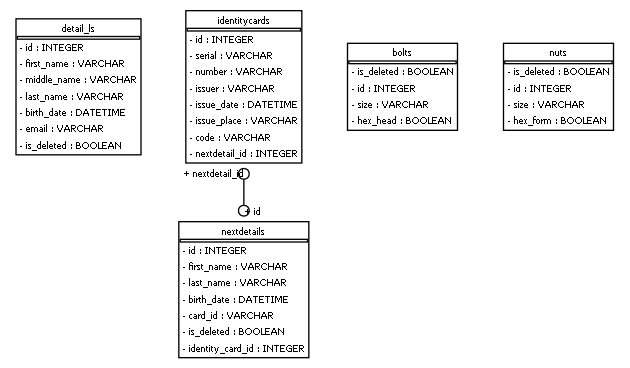 detail_ls
- id : INTEGER
- first_name : VARCHAR
- middle_name : VARCHAR
- last_name : VARCHAR
- birth_date : DATETIME
- email : VARCHAR
- is_deleted : BOOLEAN
identitycards
- id : INTEGER
- serial : VARCHAR
- number : VARCHAR
- issuer : VARCHAR
- issue_date : DATETIME
- issue_place : VARCHAR
- code : VARCHAR
- nextdetail_id : INTEGER
bolts
- is_deleted : BOOLEAN
- id : INTEGER
- size : VARCHAR
- hex_head : BOOLEAN
nuts
- is_deleted : BOOLEAN
- id : INTEGER
- size : VARCHAR
- hex_form : BOOLEAN
+ nextdetail_id
+ id
nextdetails
- id : INTEGER
- first_name : VARCHAR
- last_name : VARCHAR
- birth_date : DATETIME
- card_id : VARCHAR
- is_deleted : BOOLEAN
- identity_card_id : INTEGER